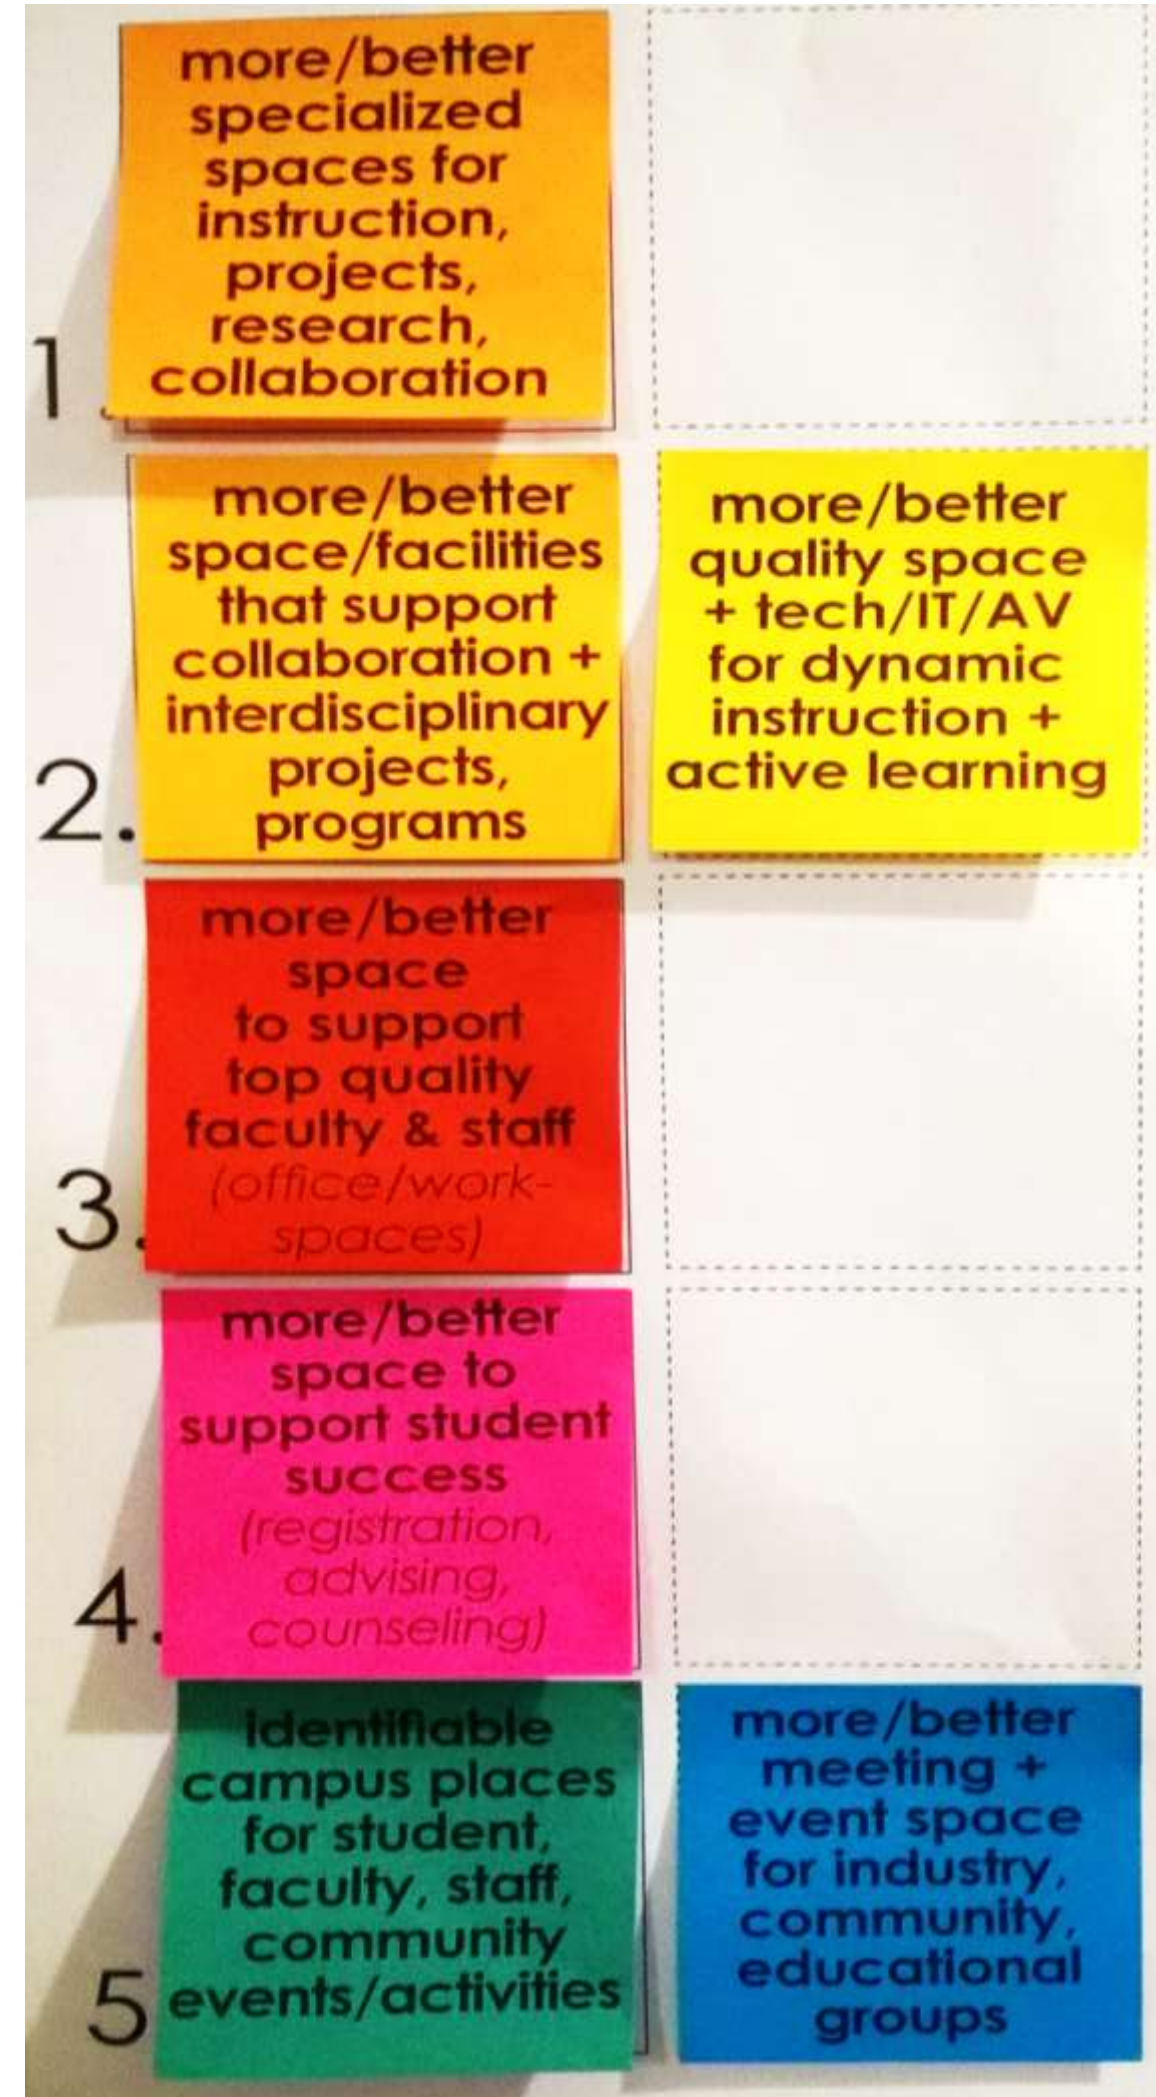 1.
more/better
specialized
spaces for
instruction,
projects,
research,
collaboration
2.
more/better
space/facilities
that support
collaboration +
interdisciplinary
projects,
programs
more/better
quality space
+ tech/IT/AV
for dynamic
instruction +
active learning
3.
more/better
space
to support
top quality
faculty & staff
(office/work-
spaces)
4.
more/better
space to
support student
success
(registration,
advising,
counseling)
5
identifiable
campus places
for student,
faculty, staff,
community
events/activities
more/better
meeting +
event space
for industry,
community,
educational
groups